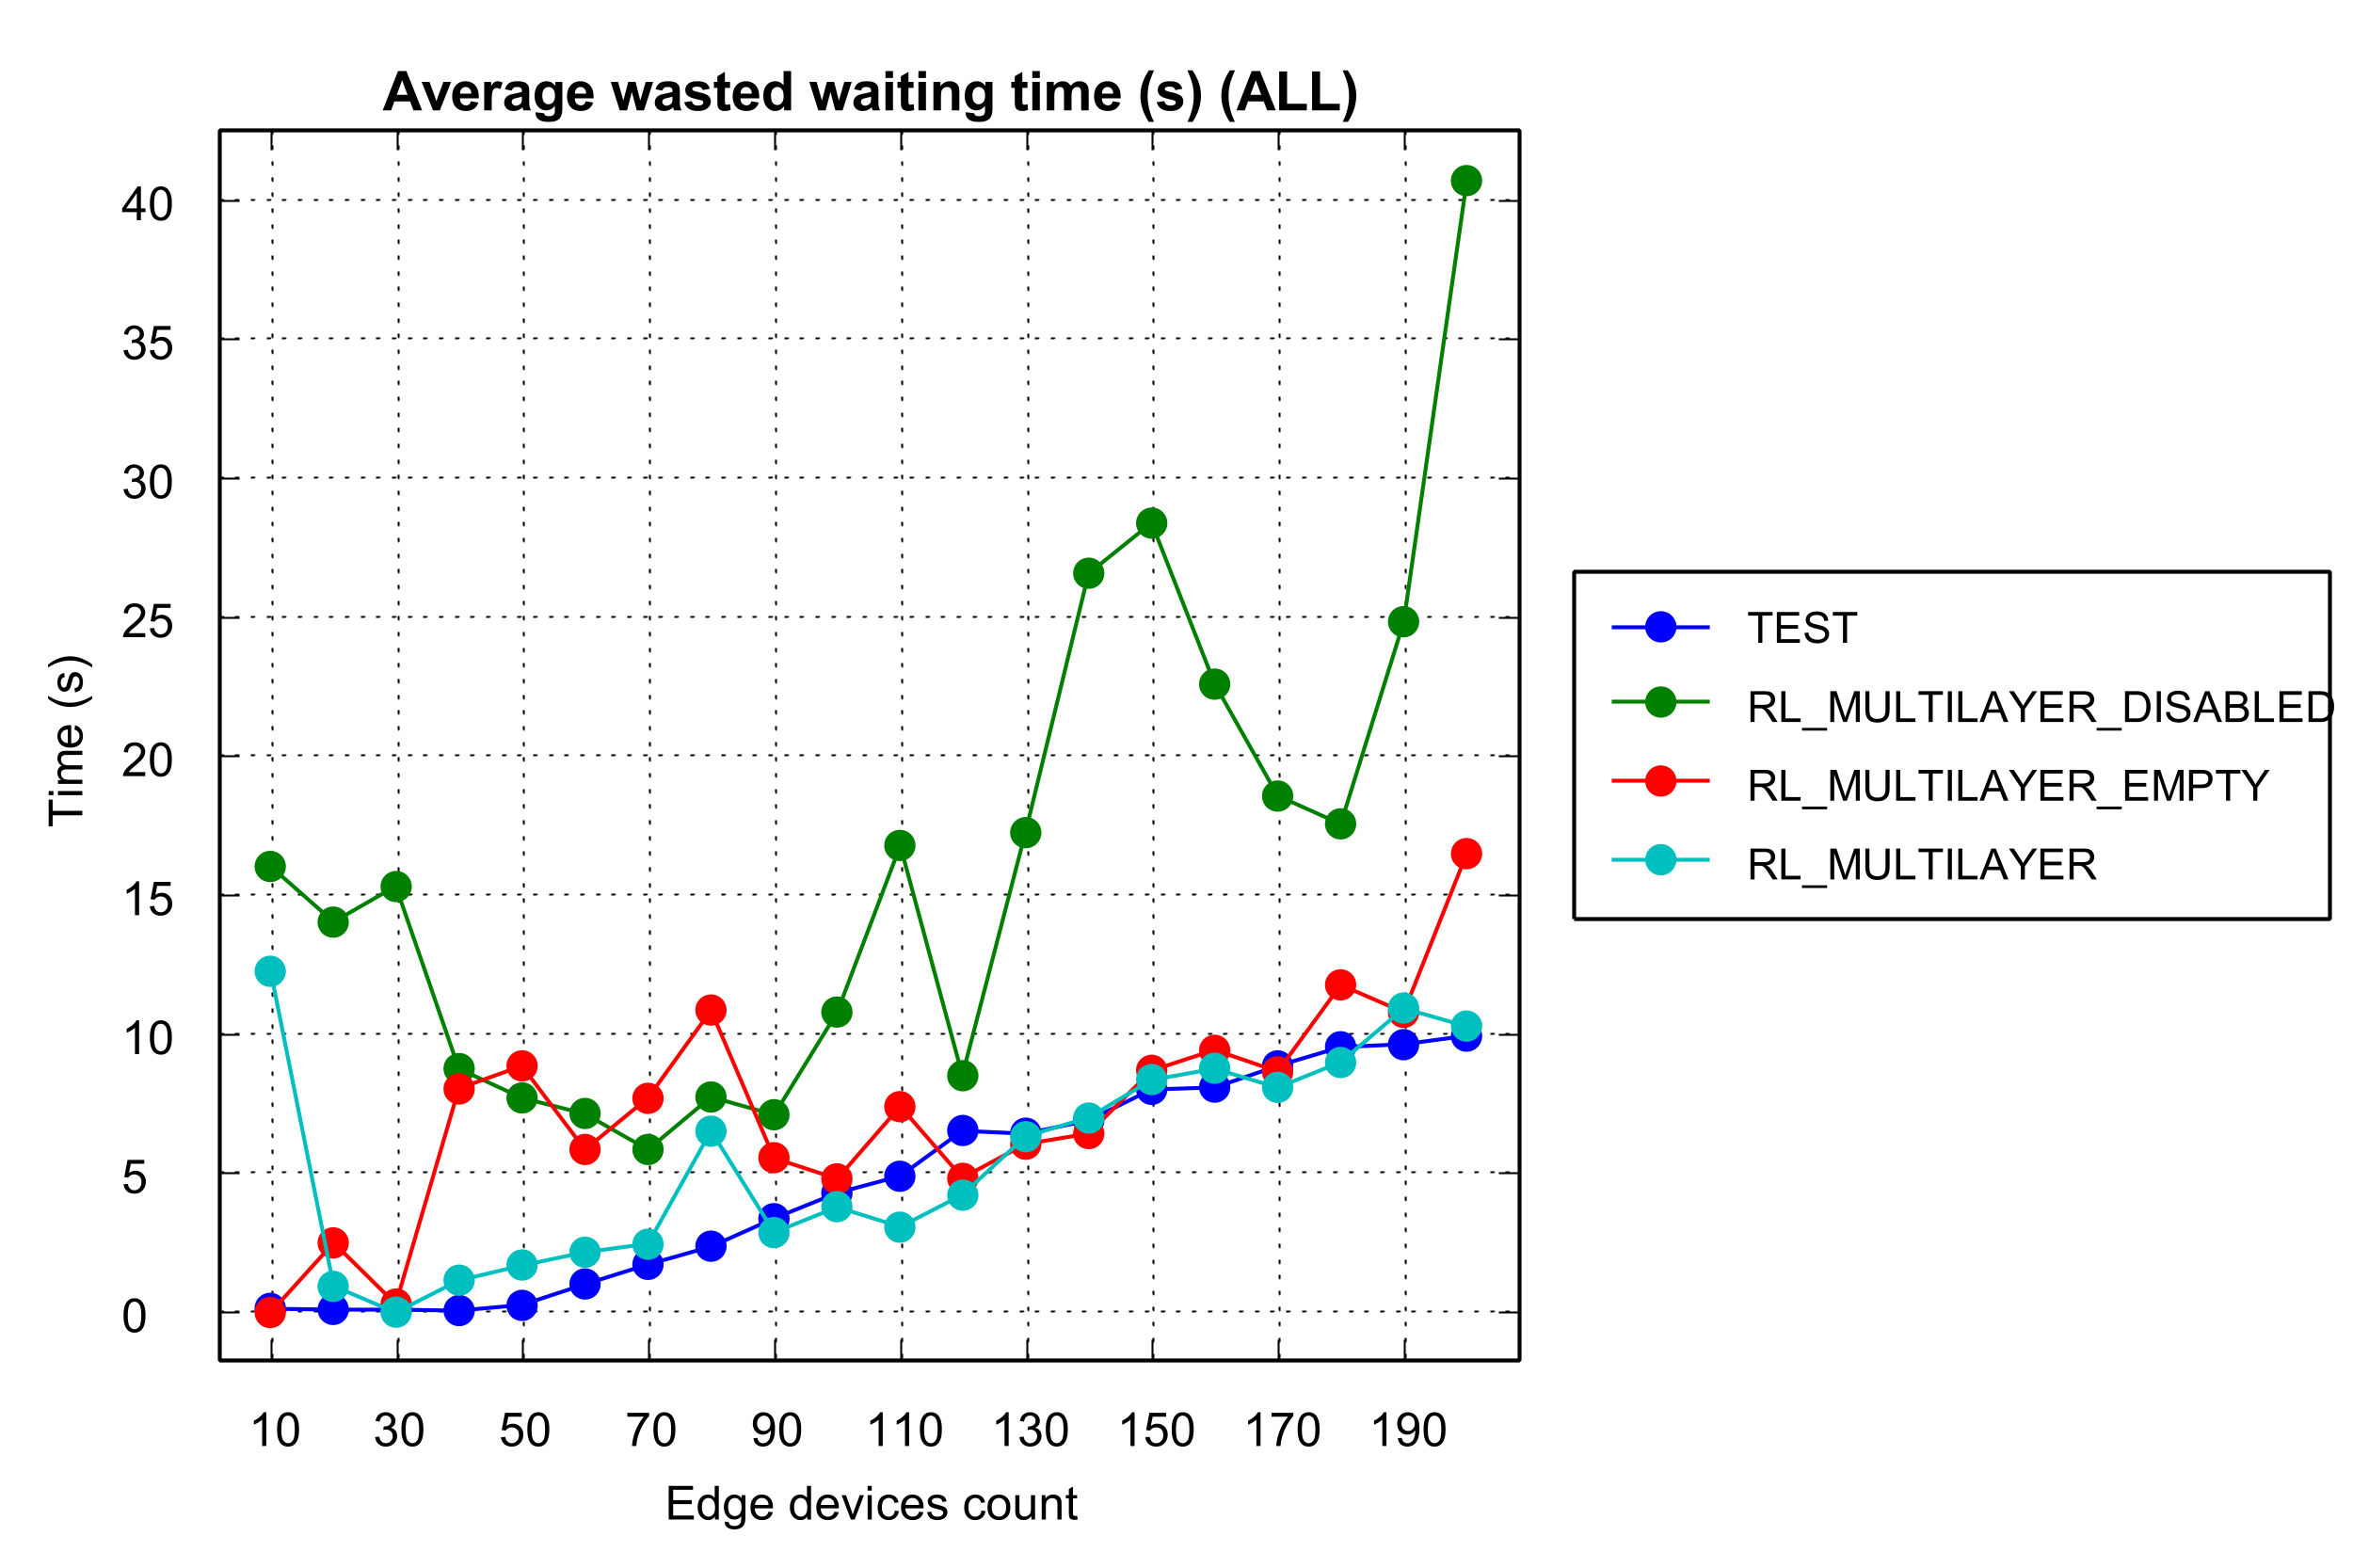 Average wasted waiting time (s) (ALL)
40
35
30
25
20
15
10
5
0
Time (s)
10 30 50 70 90 110 130 150 170 190
Edge devices count
TEST
RL_MULTILAYER_DISABLED
RL_MULTILAYER_EMPTY
RL_MULTILAYER